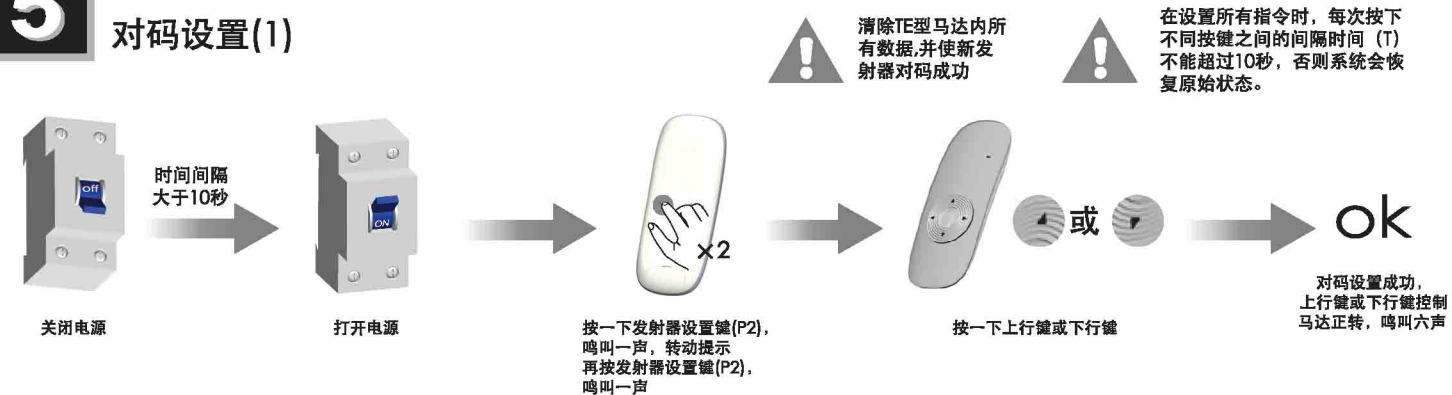 5
对码设置(1)
清除TE型马达内所
有数据,并使新发
射器对码成功
在设置所有指令时，每次按下
不同按键之间的间隔时间（T）
不能超过10秒，否则系统会恢
复原始状态。
off
时间间隔
大于10秒
ON
×2
或
ok
关闭电源
打开电源
按一下发射器设置键(P2)，
鸣叫一声，转动提示
再按发射器设置键(P2)，
鸣叫一声
按一下上行键或下行键
对码设置成功，
上行键或下行键控制
马达正转，鸣叫六声